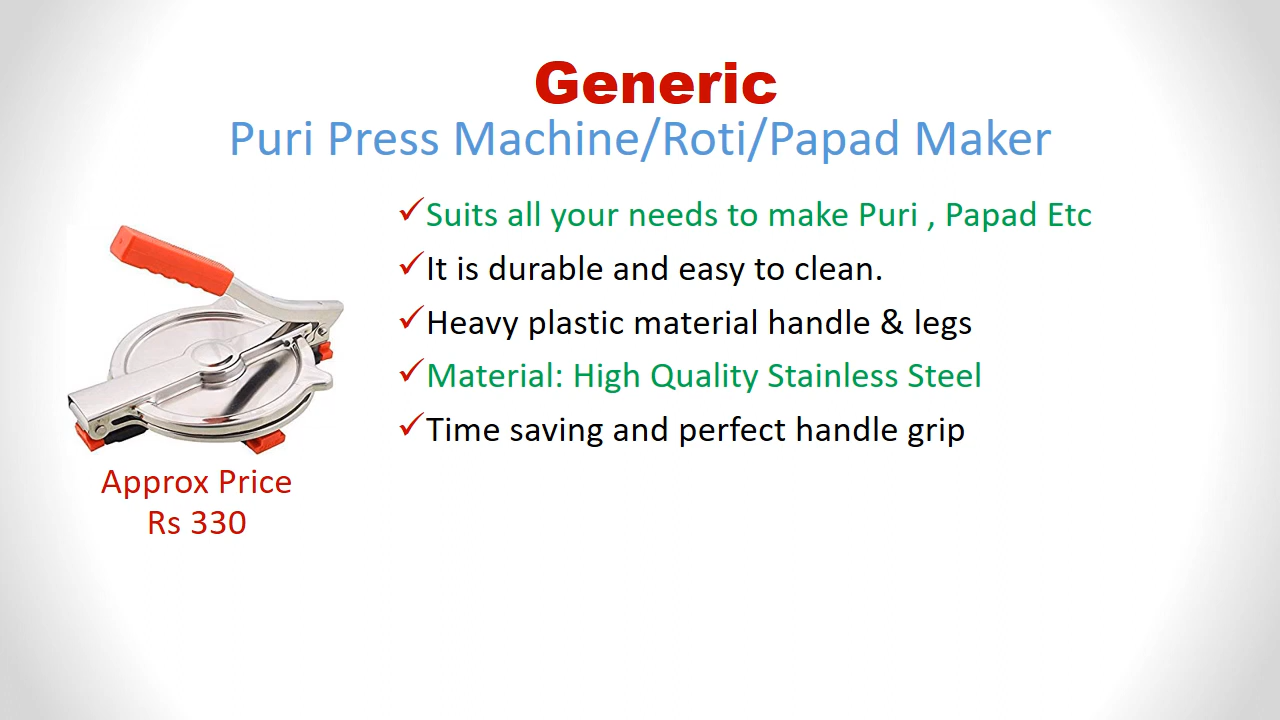 Generic
Puri Press Machine/Roti/Papad Maker
✓Suits all your needs to make Puri , Papad Etc
✓It is durable and easy to clean.
✓Heavy plastic material handle & legs
✓Material: High Quality Stainless Steel
✓Time saving and perfect handle grip
Approx Price
Rs 330